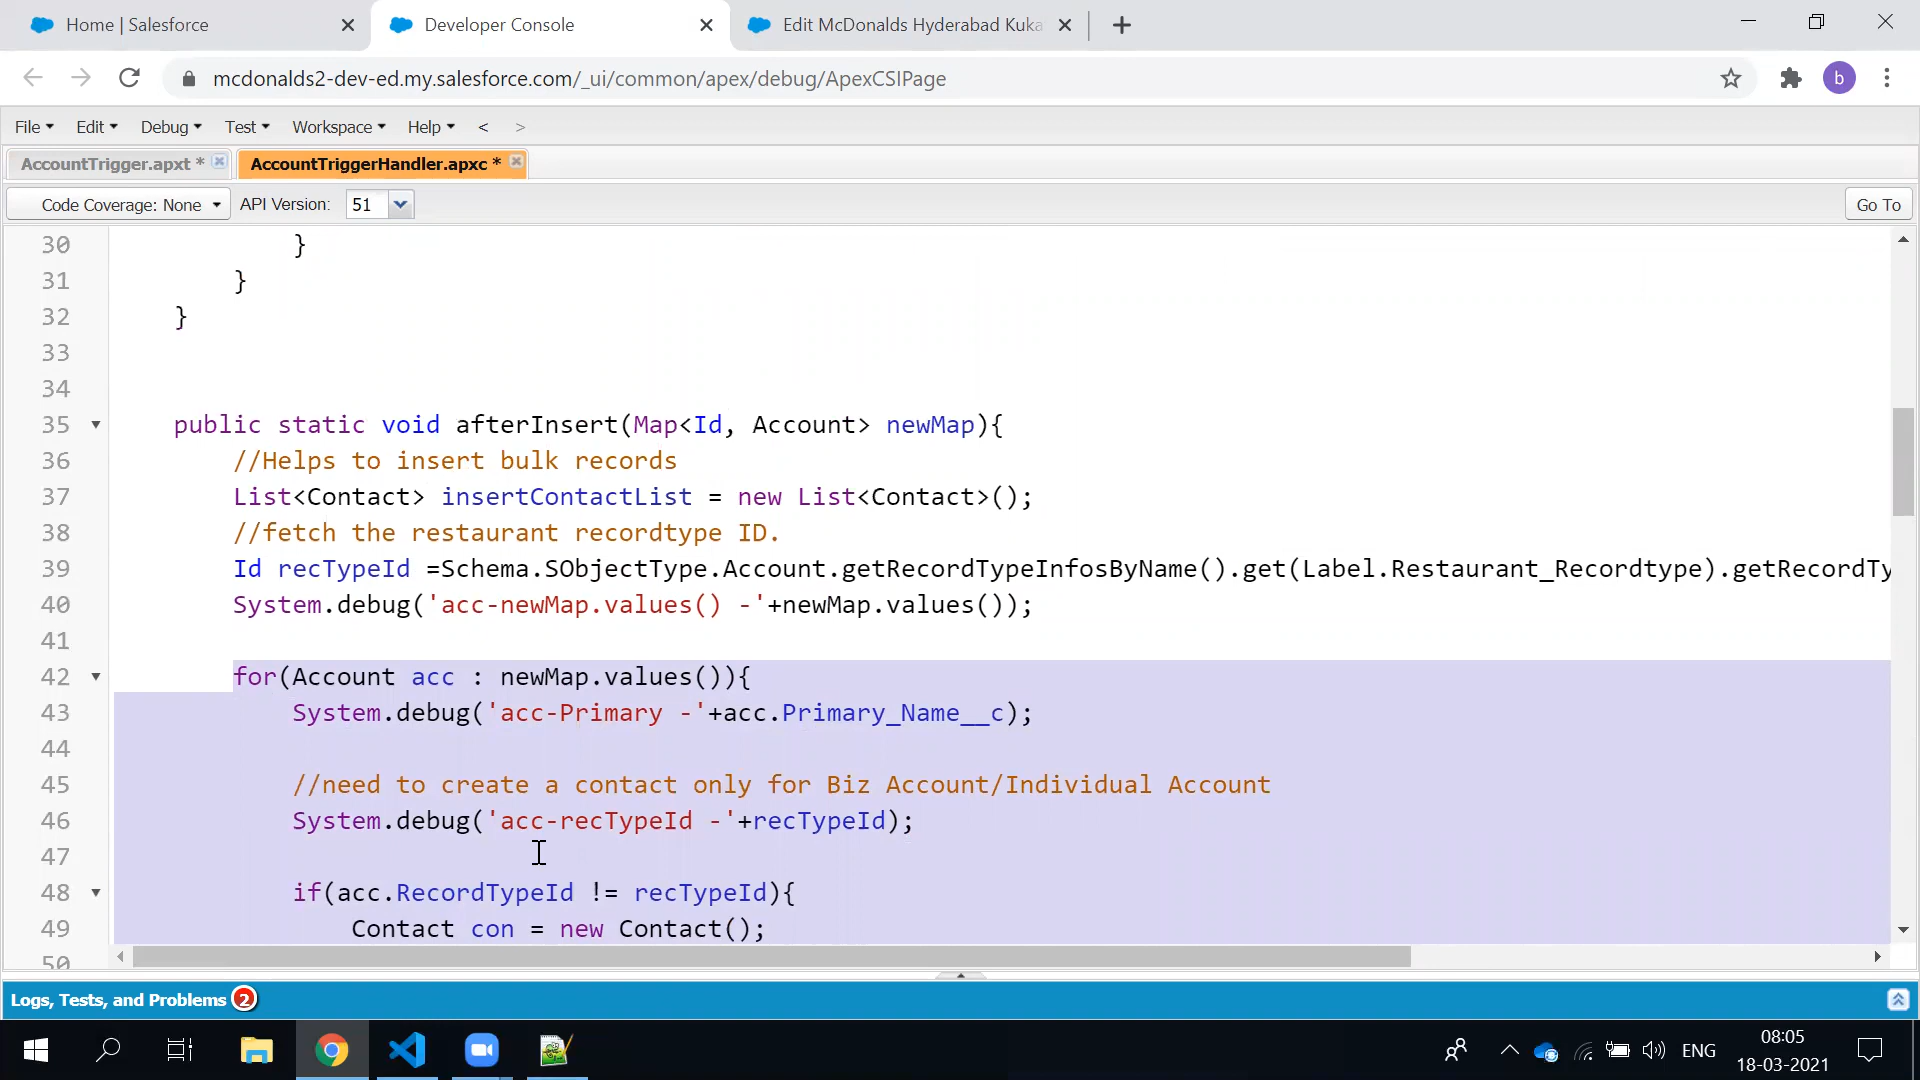 Home | Salesforce
Developer Console
Edit McDonalds Hyderabad Kuka
mcdonalds2-dev-ed.my.salesforce.com/_ui/common/apex/debug/ApexCSIPage
b
File Edit Debug Test Workspace Help < >
AccountTrigger.apxt *
AccountTriggerHandler.apxc *
Code Coverage: None API Version: 51 Go To
30 }
31 }
32 }
33
34
35 public static void afterInsert(Map<Id, Account> newMap){
36 //Helps to insert bulk records
37 List<Contact> insertContactList = new List<Contact>();
38 //fetch the restaurant recordtype ID.
39 Id recTypeId =Schema.SObjectType.Account.getRecordTypeInfosByName().get(Label.Restaurant_Recordtype).getRecordTy
40 System.debug('acc-newMap.values() -'+newMap.values());
41
42 for(Account acc : newMap.values()){
43 System.debug('acc-Primary -'+acc.Primary_Name__c);
44
45 //need to create a contact only for Biz Account/Individual Account
46 System.debug('acc-recTypeId -'+recTypeId);
47
48 if(acc.RecordTypeId != recTypeId){
49 Contact con = new Contact();
50
Logs, Tests, and Problems 2
ENG
08:05
18-03-2021